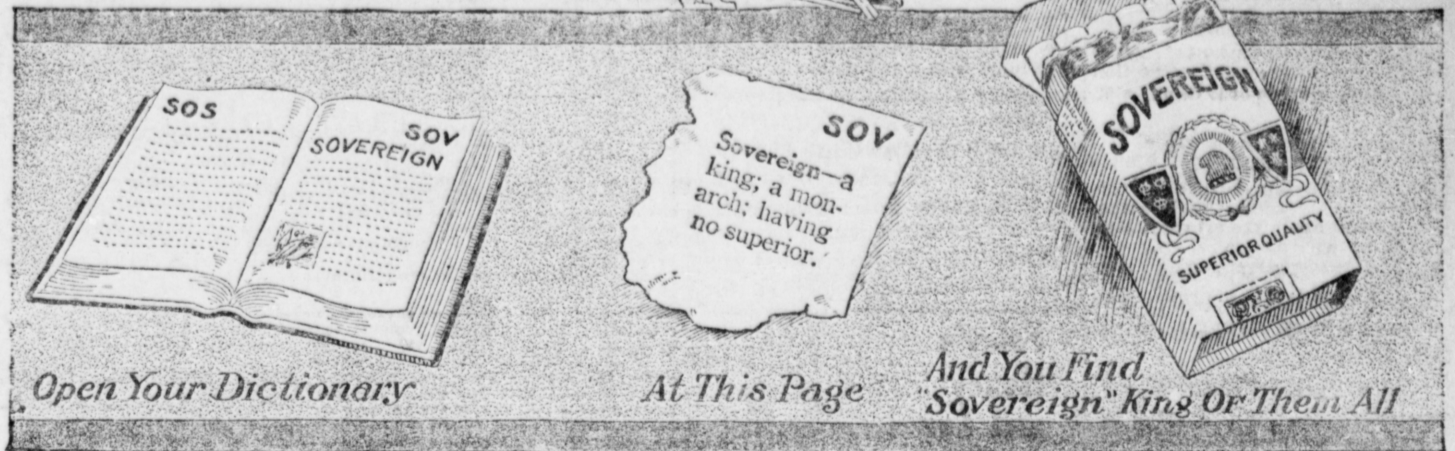 SOS
SOV
SOVEREIGN
Open Your Dictionary
SOV
Sovereign—a
king; a mon-
arch; having
no superior.
At This Page
SOVEREIGN
SUPERIOR QUALITY
And You Find
"Sovereign" King Of Them All